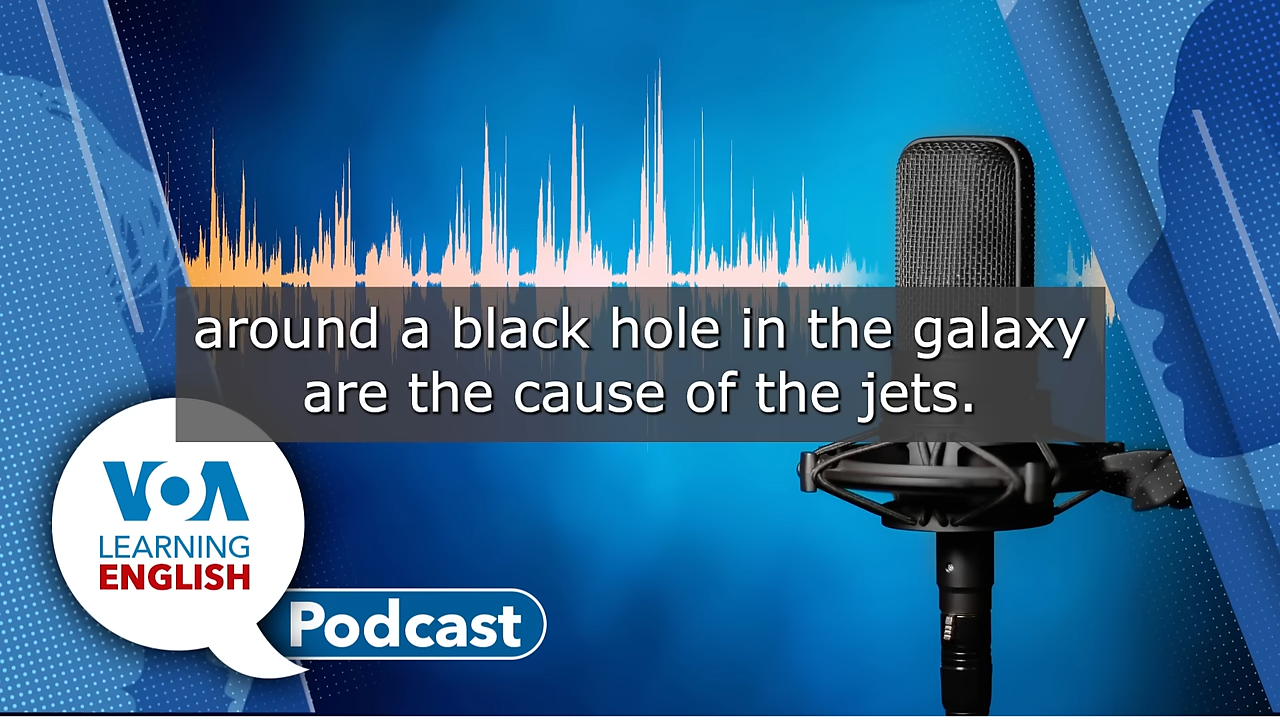 around a black hole in the galaxy
are the cause of the jets.
VOA
LEARNING
ENGLISH
Podcast